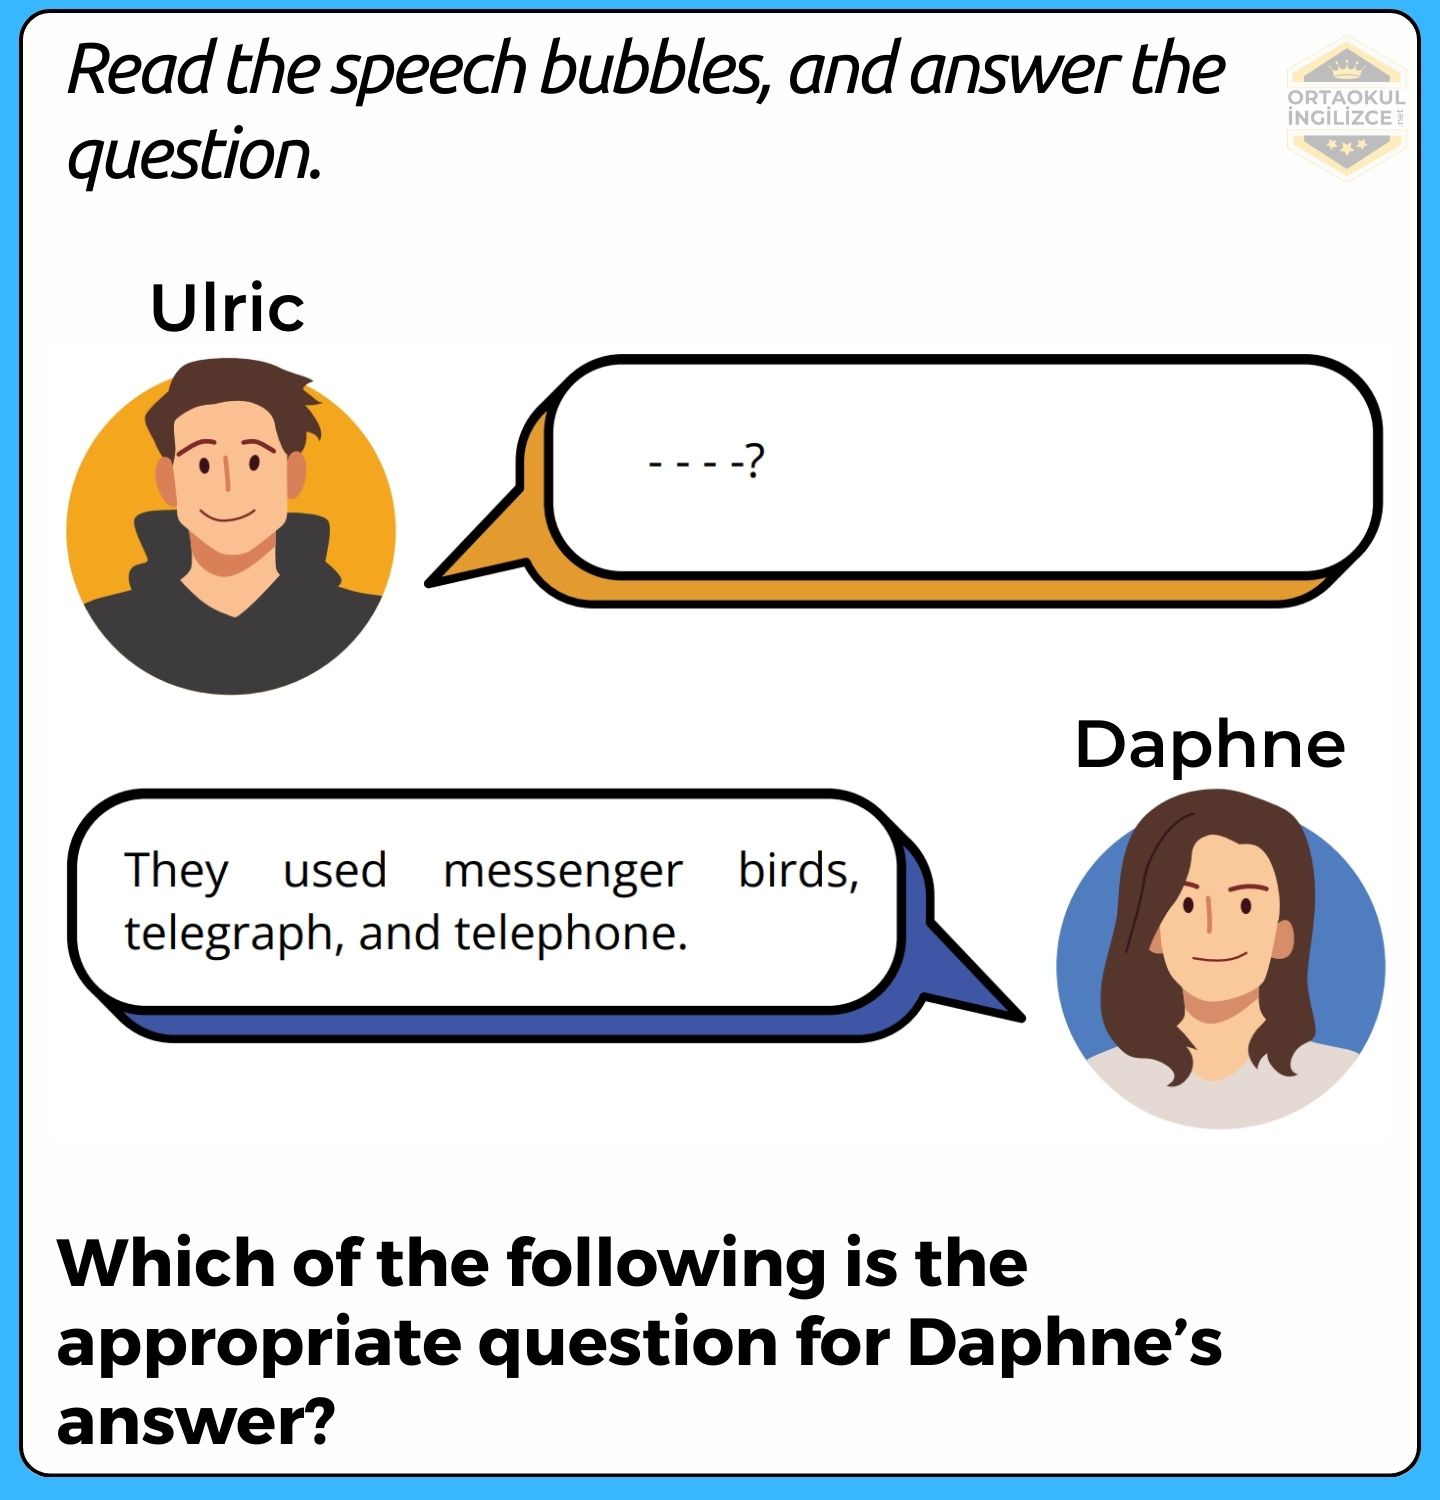 Read the speech bubbles, and answer the
question.
ORTAOKUL
İNGİLİZCE .net
Ulric
- - - -?
Daphne
They used messenger birds,
telegraph, and telephone.
Which of the following is the
appropriate question for Daphne’s
answer?